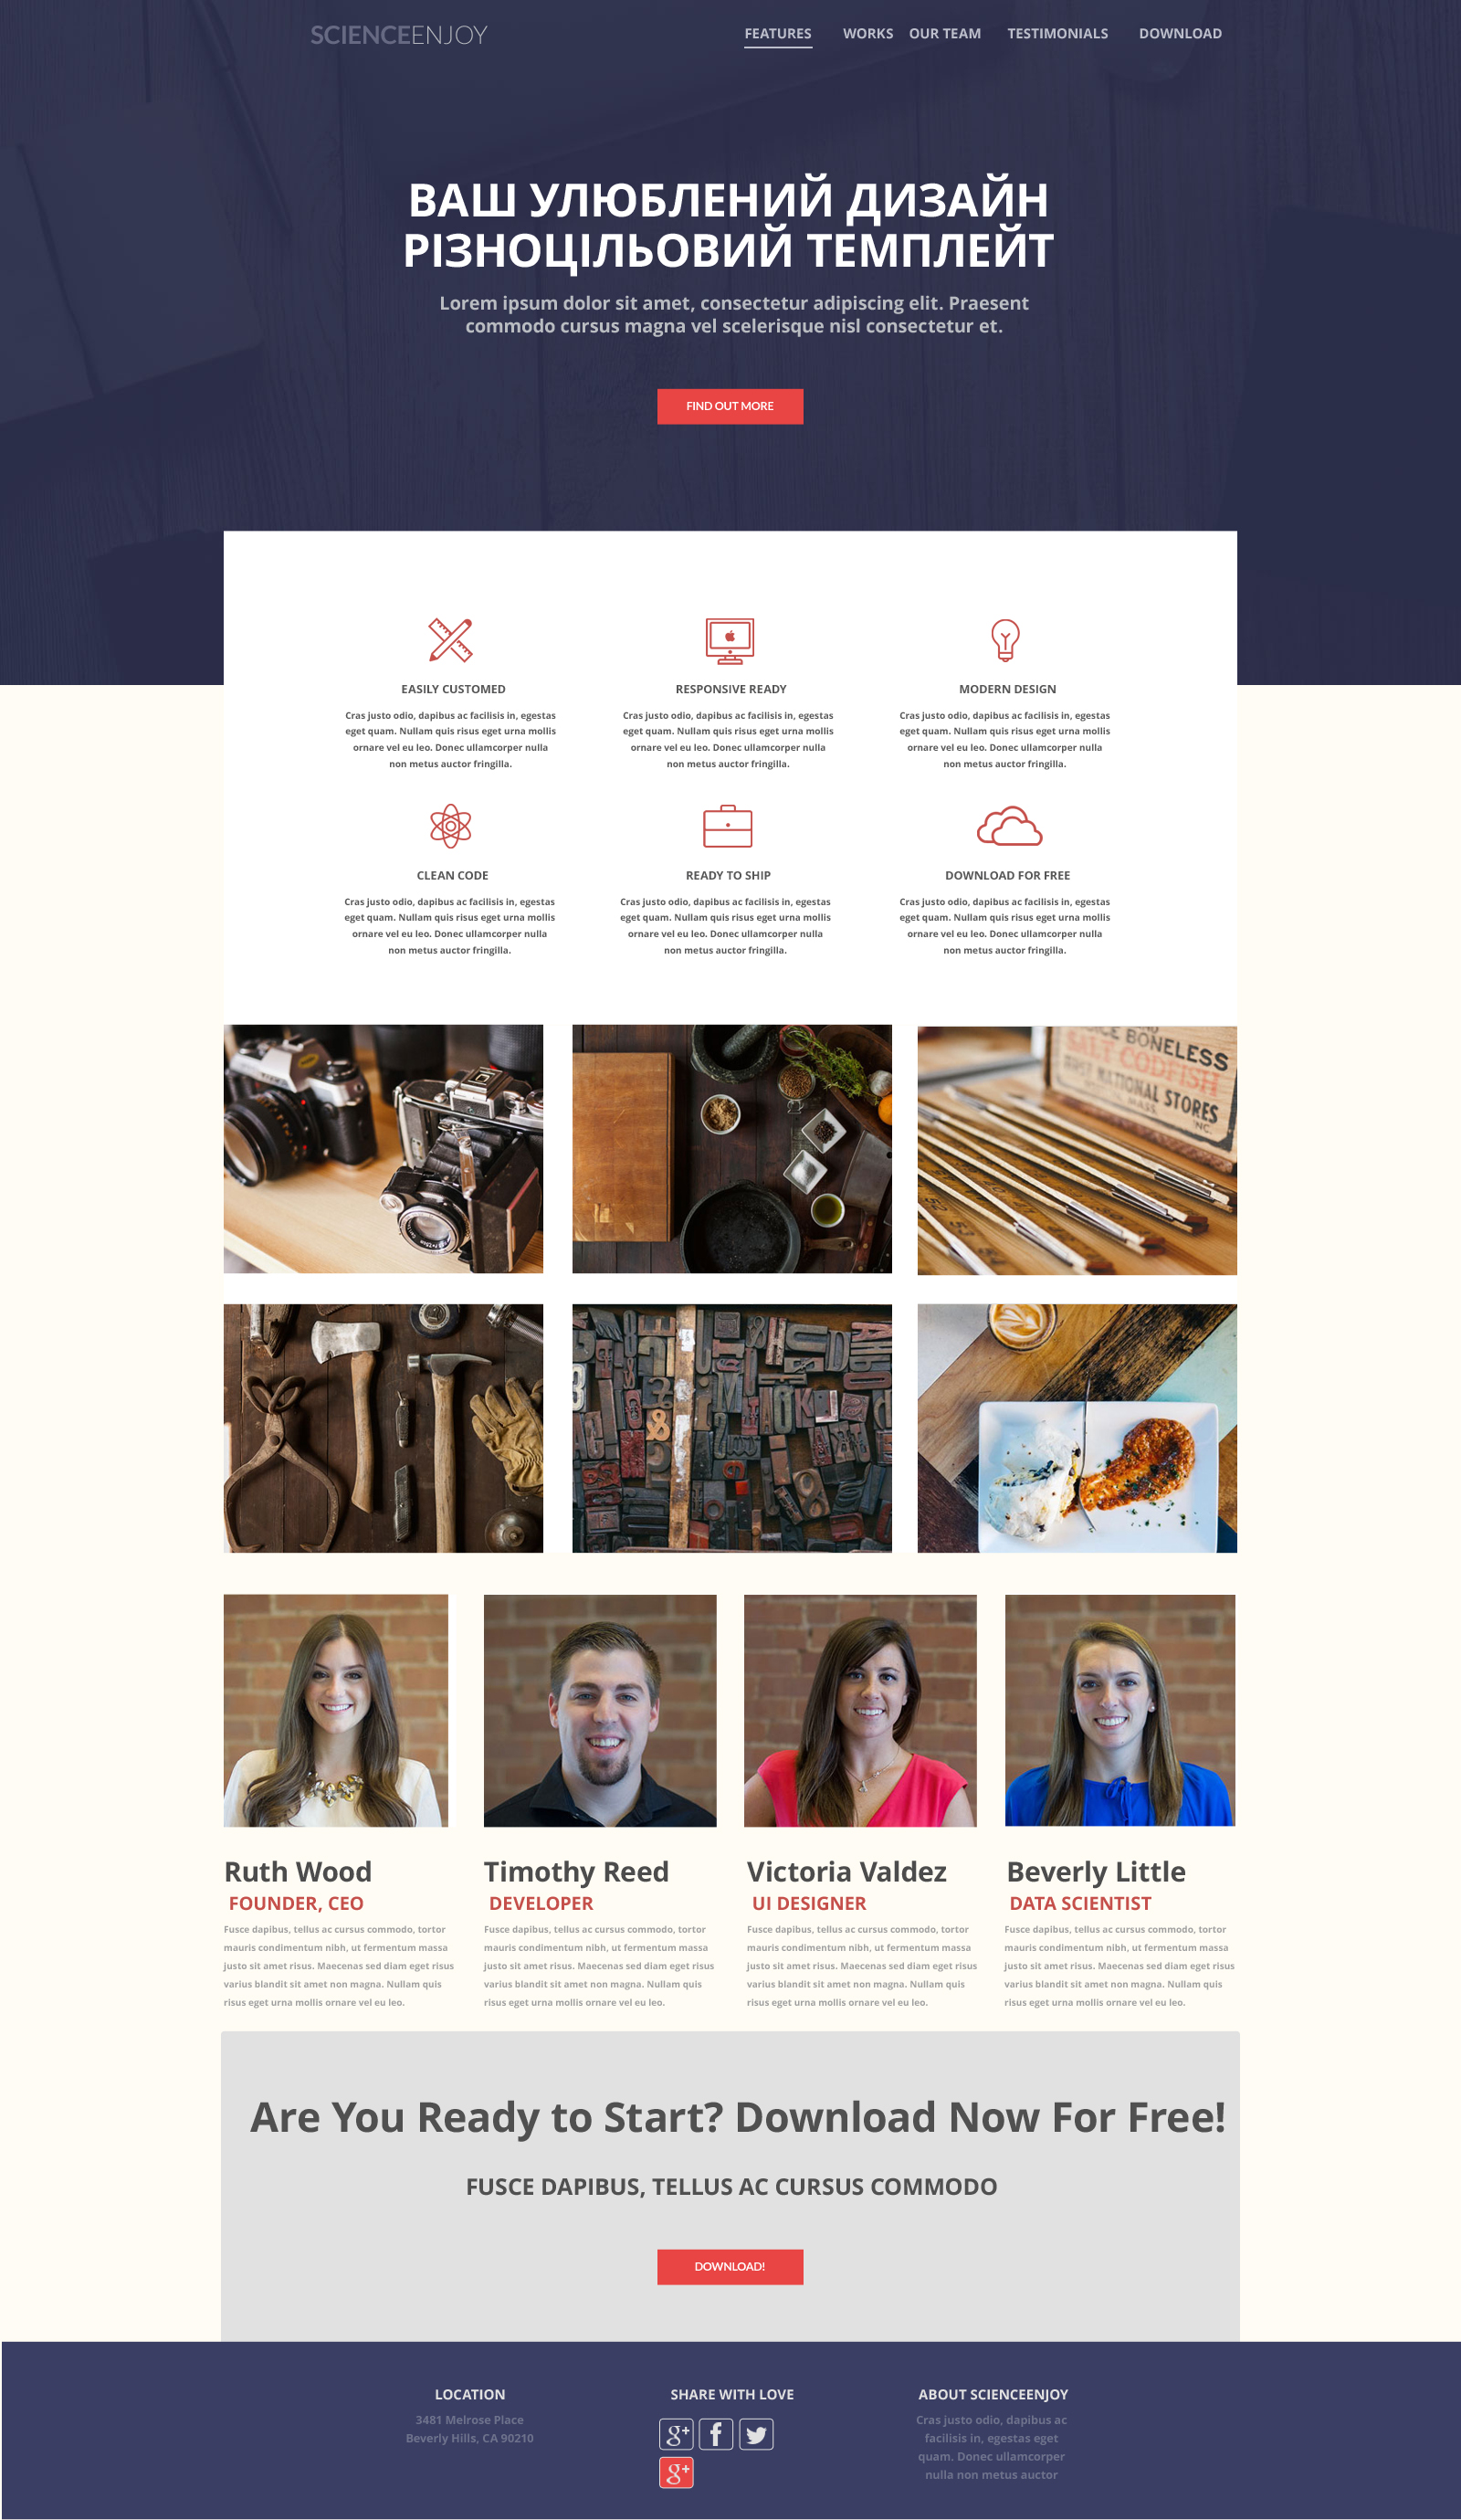 SCIENCEENJOY
FEATURES WORKS OUR TEAM TESTIMONIALS DOWNLOAD
ВАШ УЛЮБЛЕНИЙ ДИЗАЙН
РІЗНОЦІЛЬОВИЙ ТЕМПЛЕЙТ
Lorem ipsum dolor sit amet, consectetur adipiscing elit. Praesent
commodo cursus magna vel scelerisque nisl consectetur et.
FIND OUT MORE
EASILY CUSTOMED
Cras justo odio, dapibus ac facilisis in, egestas
eget quam. Nullam quis risus eget urna mollis
ornare vel eu leo. Donec ullamcorper nulla
non metus auctor fringilla.
RESPONSIVE READY
Cras justo odio, dapibus ac facilisis in, egestas
eget quam. Nullam quis risus eget urna mollis
ornare vel eu leo. Donec ullamcorper nulla
non metus auctor fringilla.
MODERN DESIGN
Cras justo odio, dapibus ac facilisis in, egestas
eget quam. Nullam quis risus eget urna mollis
ornare vel eu leo. Donec ullamcorper nulla
non metus auctor fringilla.
CLEAN CODE
Cras justo odio, dapibus ac facilisis in, egestas
eget quam. Nullam quis risus eget urna mollis
ornare vel eu leo. Donec ullamcorper nulla
non metus auctor fringilla.
READY TO SHIP
Cras justo odio, dapibus ac facilisis in, egestas
eget quam. Nullam quis risus eget urna mollis
ornare vel eu leo. Donec ullamcorper nulla
non metus auctor fringilla.
DOWNLOAD FOR FREE
Cras justo odio, dapibus ac facilisis in, egestas
eget quam. Nullam quis risus eget urna mollis
ornare vel eu leo. Donec ullamcorper nulla
non metus auctor fringilla.
BONELESS
SALT CODFISH
NATIONAL STORES
INC.
MASS.
Ruth Wood
FOUNDER, CEO
Fusce dapibus, tellus ac cursus commodo, tortor
mauris condimentum nibh, ut fermentum massa
justo sit amet risus. Maecenas sed diam eget risus
varius blandit sit amet non magna. Nullam quis
risus eget urna mollis ornare vel eu leo.
Timothy Reed
DEVELOPER
Fusce dapibus, tellus ac cursus commodo, tortor
mauris condimentum nibh, ut fermentum massa
justo sit amet risus. Maecenas sed diam eget risus
varius blandit sit amet non magna. Nullam quis
risus eget urna mollis ornare vel eu leo.
Victoria Valdez
UI DESIGNER
Fusce dapibus, tellus ac cursus commodo, tortor
mauris condimentum nibh, ut fermentum massa
justo sit amet risus. Maecenas sed diam eget risus
varius blandit sit amet non magna. Nullam quis
risus eget urna mollis ornare vel eu leo.
Beverly Little
DATA SCIENTIST
Fusce dapibus, tellus ac cursus commodo, tortor
mauris condimentum nibh, ut fermentum massa
justo sit amet risus. Maecenas sed diam eget risus
varius blandit sit amet non magna. Nullam quis
risus eget urna mollis ornare vel eu leo.
Are You Ready to Start? Download Now For Free!
FUSCE DAPIBUS, TELLUS AC CURSUS COMMODO
DOWNLOAD!
LOCATION
3481 Melrose Place
Beverly Hills, CA 90210
SHARE WITH LOVE
ABOUT SCIENCEENJOY
Cras justo odio, dapibus ac
facilisis in, egestas eget
quam. Donec ullamcorper
nulla non metus auctor